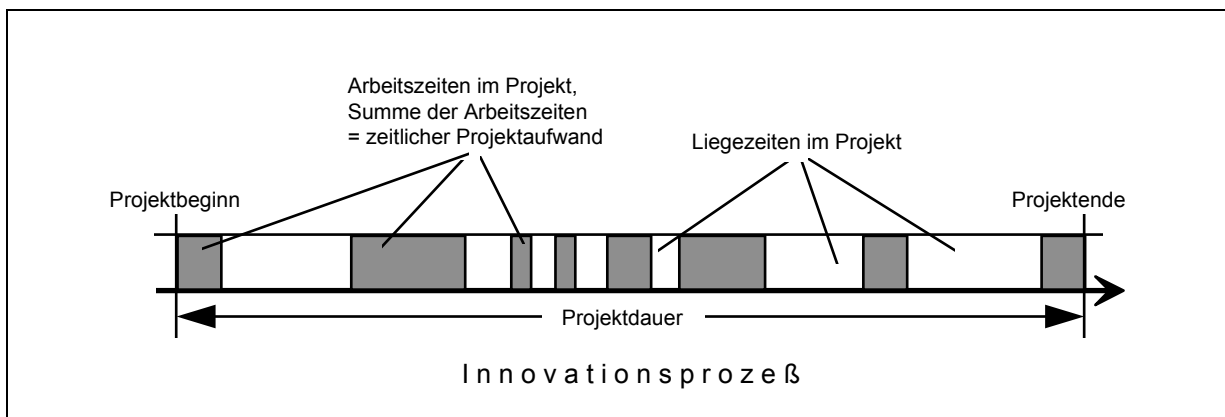 Arbeitszeiten im Projekt,
Summe der Arbeitszeiten
= zeitlicher Projektaufwand
Liegezeiten im Projekt
Projektbeginn
Projektende
Projektdauer
Innovationsprozeß